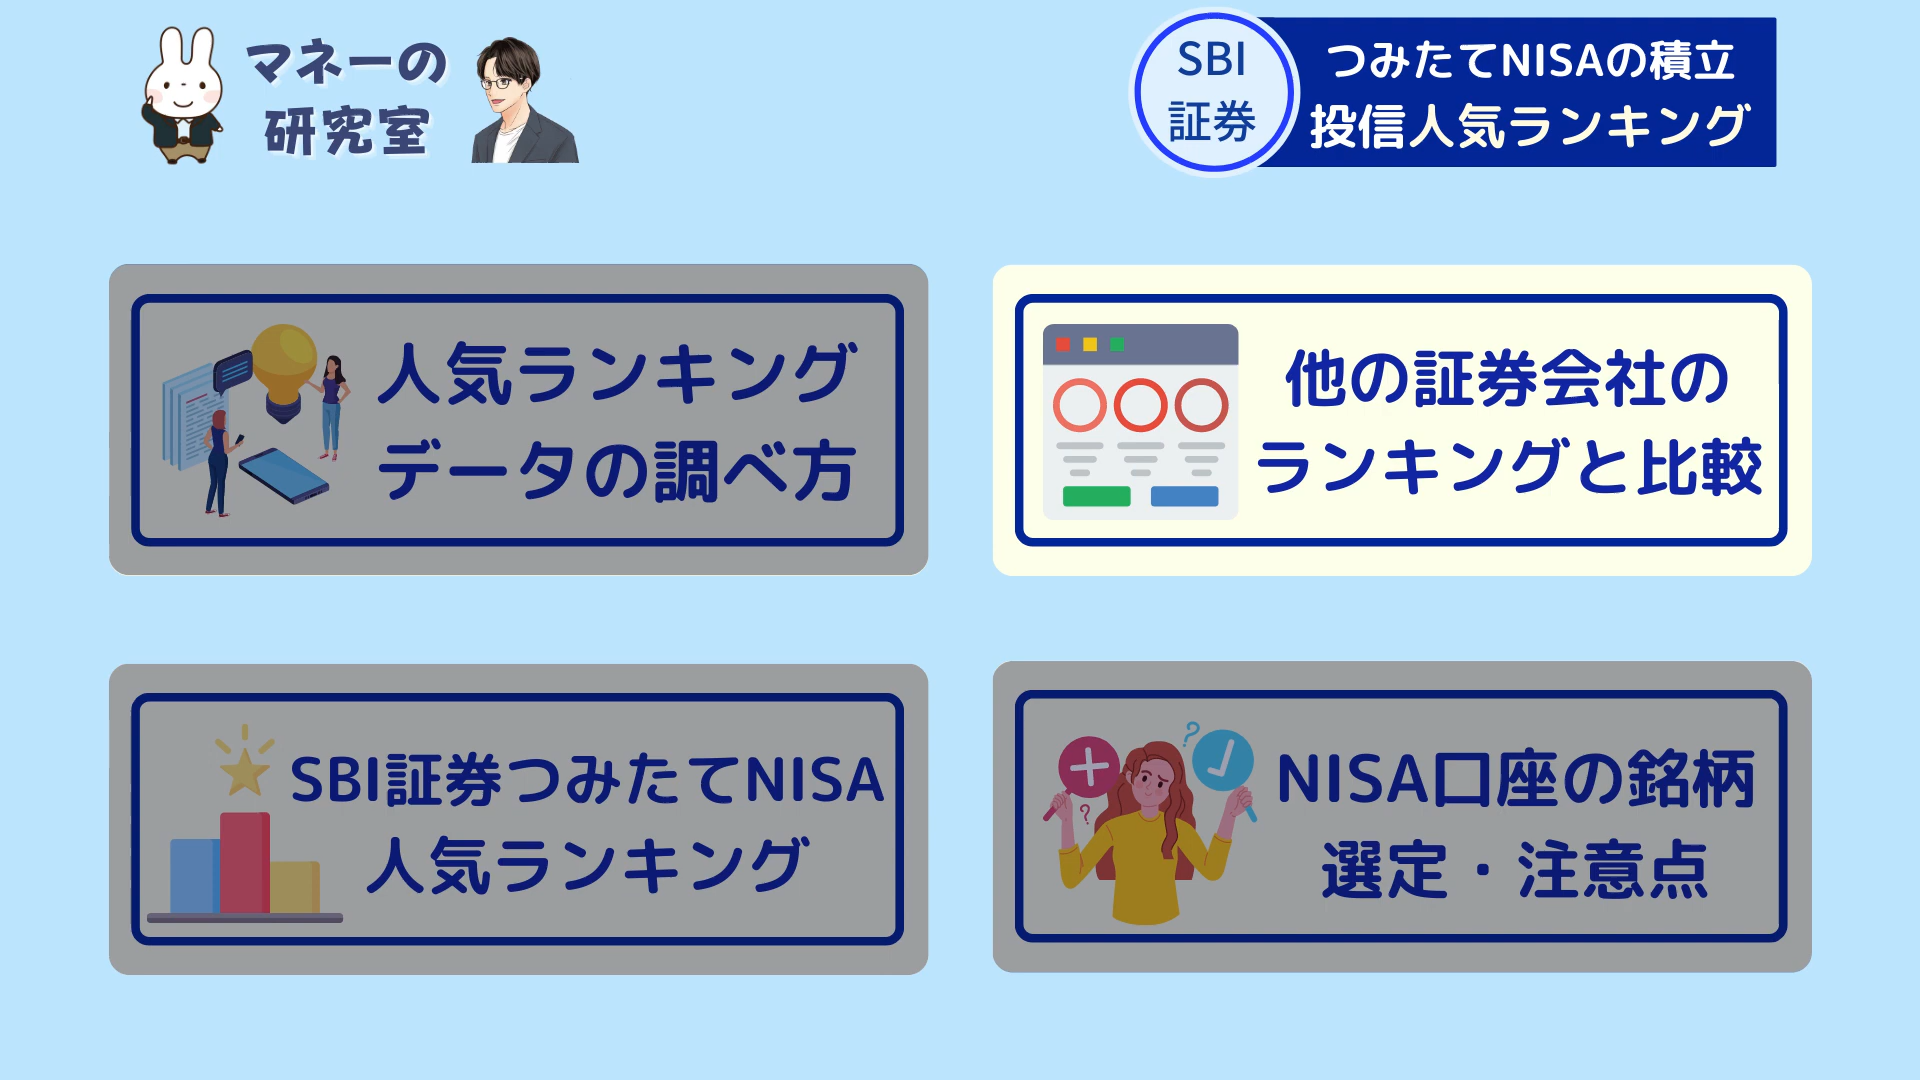 マネーの
研究室
SBI
証券
つみたてNISAの積立
投信人気ランキング
人気ランキング
データの調べ方
他の証券会社の
ランキングと比較
SBI証券つみたてNISA
人気ランキング
NISA口座の銘柄
選定・注意点